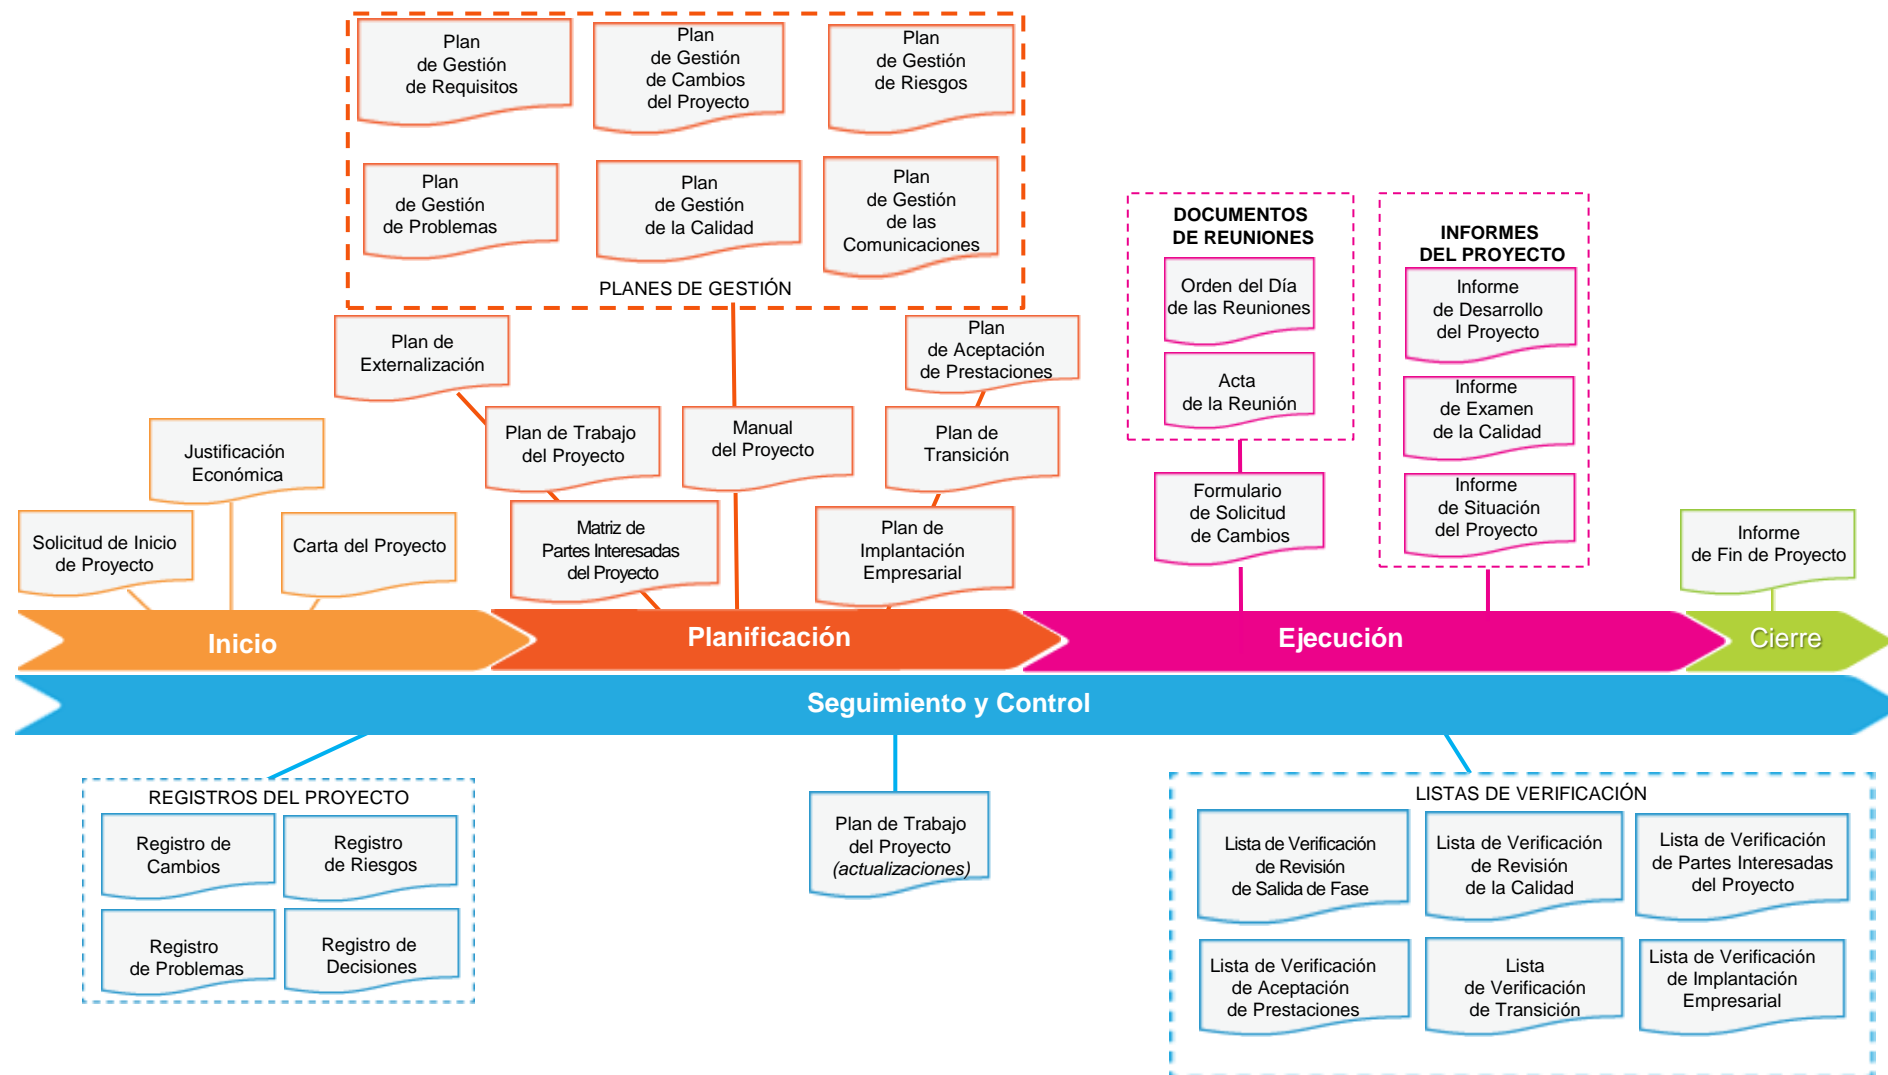 Plan
de Gestión
de Requisitos
Plan
de Gestión
de Cambios
del Proyecto
Plan
de Gestión
de Riesgos
Plan
de Gestión
de Problemas
Plan
de Gestión
de la Calidad
Plan
de Gestión
de las
Comunicaciones
PLANES DE GESTIÓN
Plan de
Externalización
Plan
de Aceptación
de Prestaciones
Plan de Trabajo
del Proyecto
Manual
del Proyecto
Plan de
Transición
Matriz de
Partes Interesadas
del Proyecto
Plan de
Implantación
Empresarial
Justificación
Económica
Solicitud de Inicio
de Proyecto
Carta del Proyecto
DOCUMENTOS
DE REUNIONES
Orden del Día
de las Reuniones
Acta
de la Reunión
Formulario
de Solicitud
de Cambios
INFORMES
DEL PROYECTO
Informe
de Desarrollo
del Proyecto
Informe
de Examen
de la Calidad
Informe
de Situación
del Proyecto
Informe
de Fin de Proyecto
Inicio
Planificación
Ejecución
Cierre
Seguimiento y Control
REGISTROS DEL PROYECTO
Registro de
Cambios
Registro
de Riesgos
Registro
de Problemas
Registro de
Decisiones
Plan de Trabajo
del Proyecto
(actualizaciones)
LISTAS DE VERIFICACIÓN
Lista de Verificación
de Revisión
de Salida de Fase
Lista de Verificación
de Revisión
de la Calidad
Lista de Verificación
de Partes Interesadas
del Proyecto
Lista de Verificación
de Aceptación
de Prestaciones
Lista
de Verificación
de Transición
Lista de Verificación
de Implantación
Empresarial